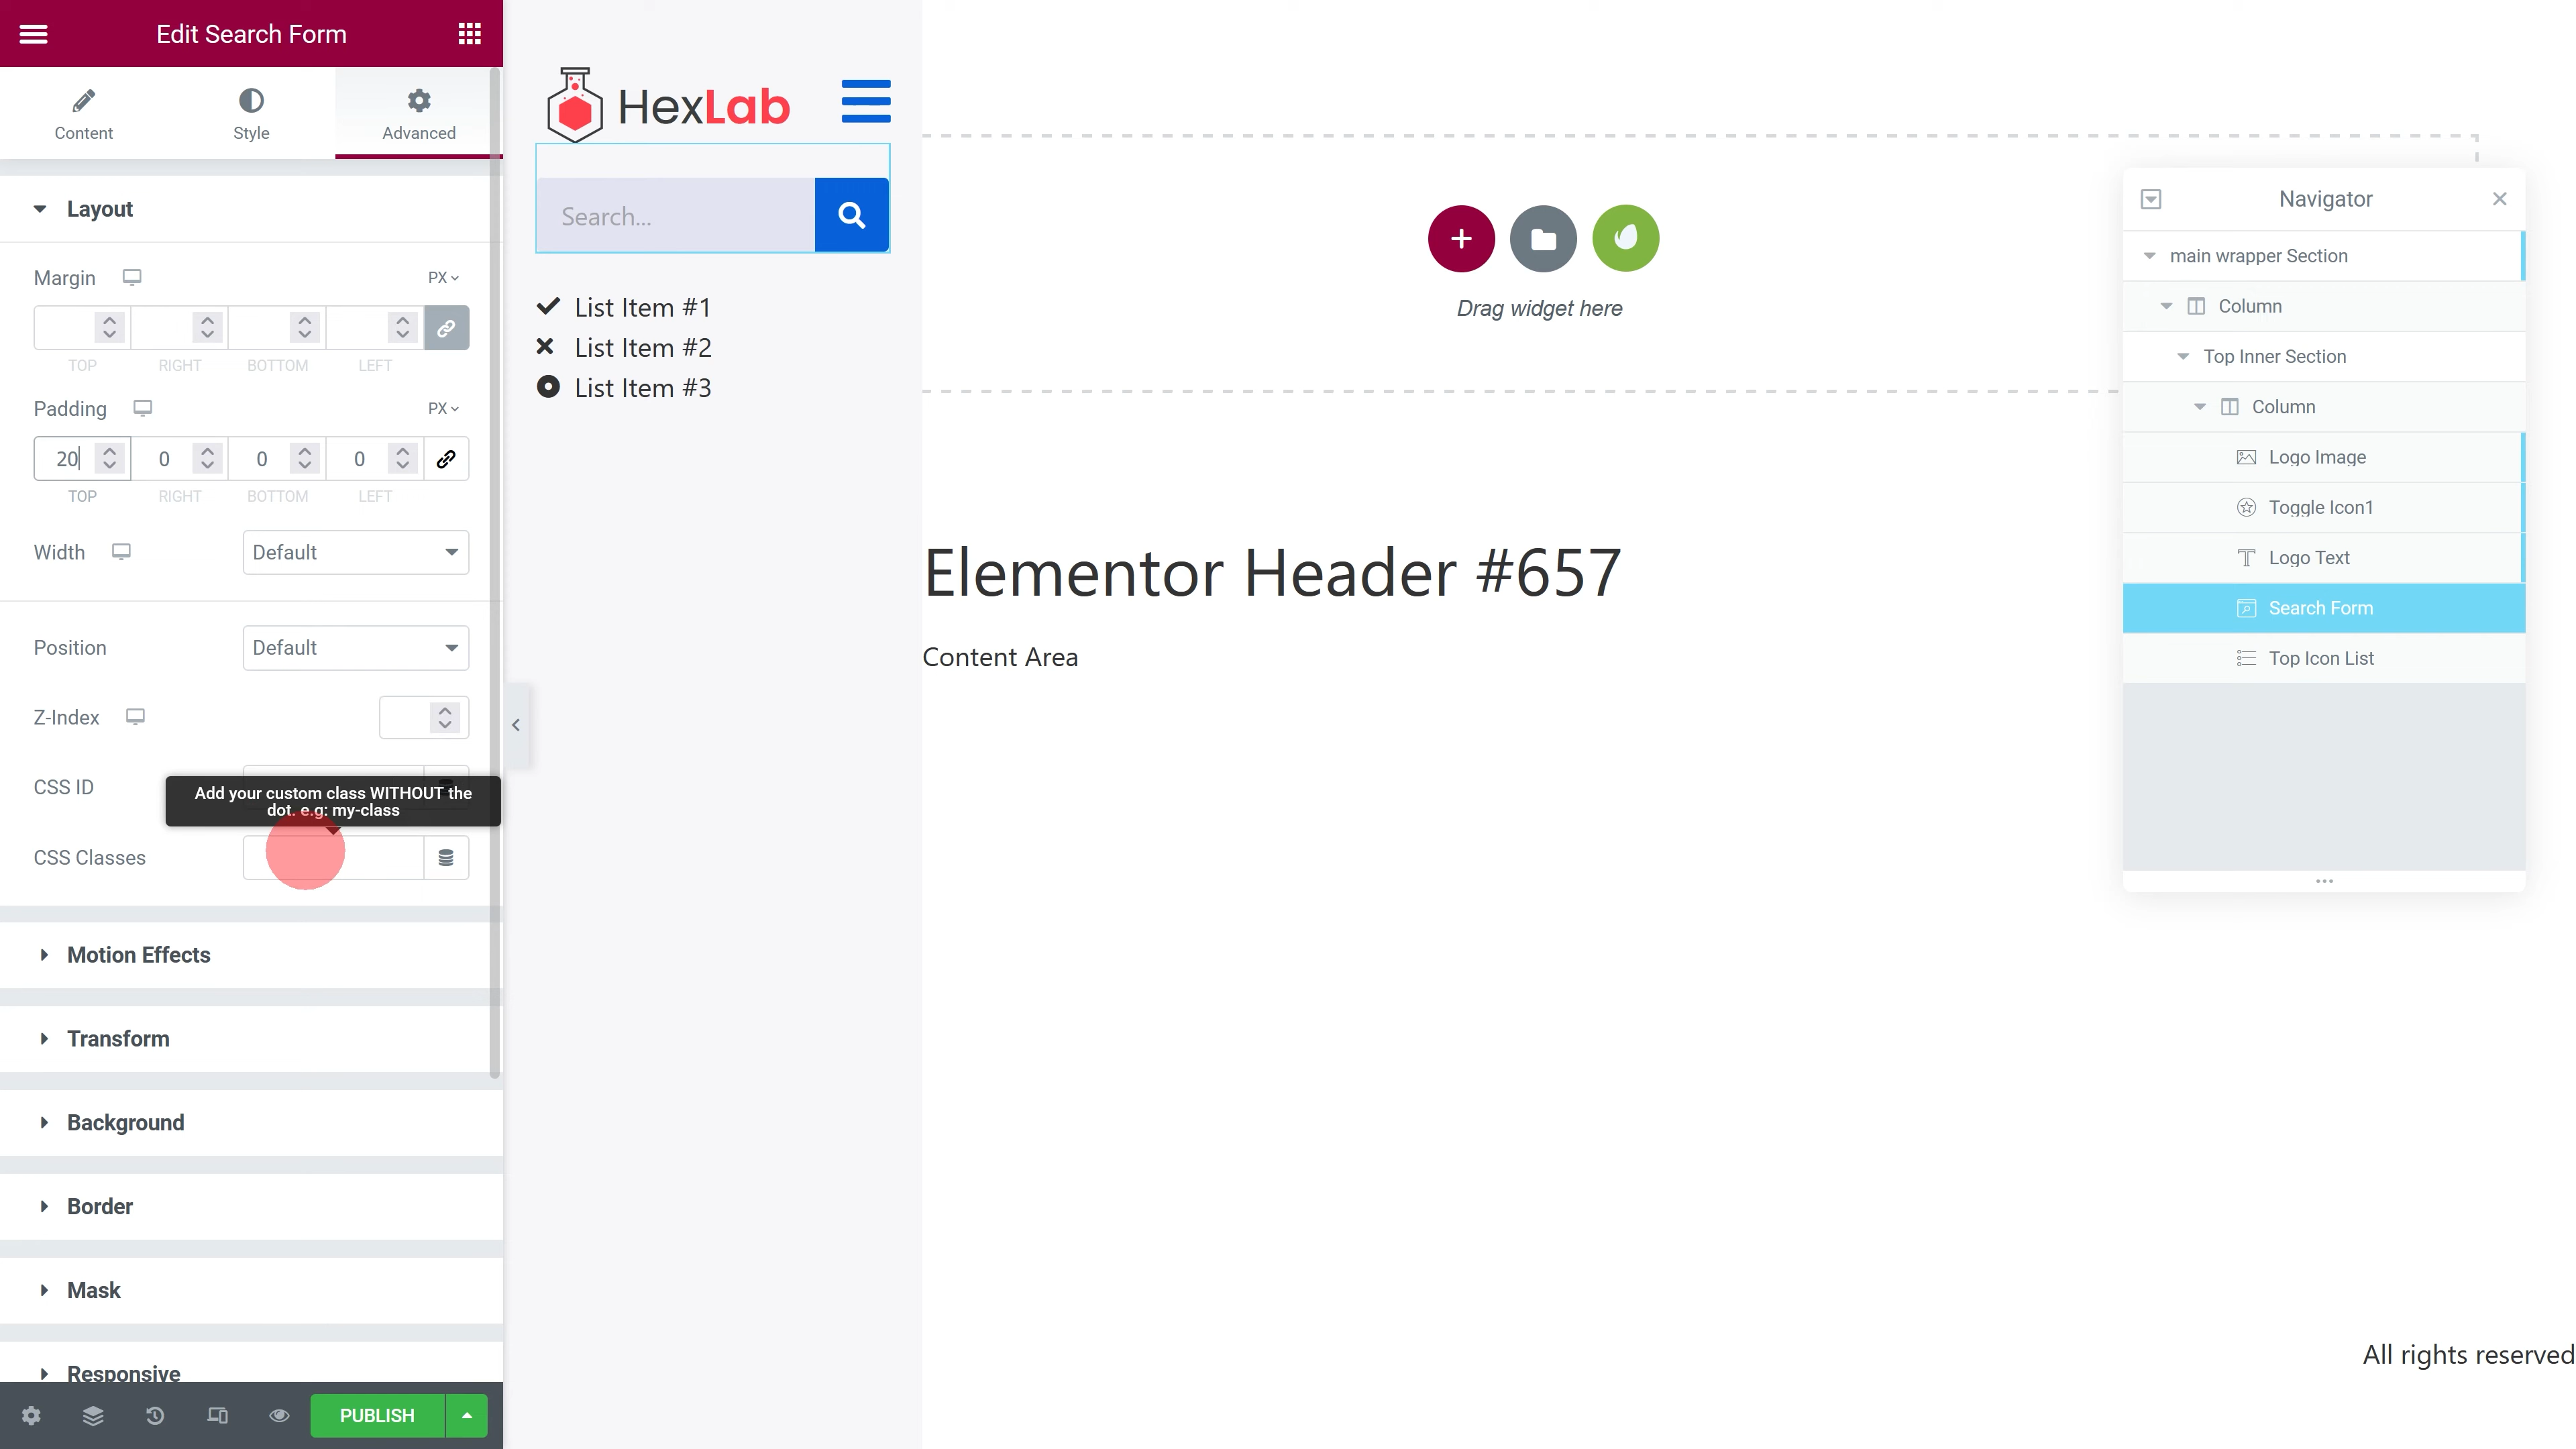 Edit Search Form
Content
Style
Advanced
Layout
Margin
PX
TOP RIGHT BOTTOM LEFT
Padding
PX
20 0 0 0
TOP RIGHT BOTTOM LEFT
Width
Default
Position
Default
Z-Index
CSS ID
Add your custom class WITHOUT the
dot. e.g: my-class
CSS Classes
Motion Effects
Transform
Background
Border
Mask
Responsive
PUBLISH
HexLab
Search...
List Item #1
List Item #2
List Item #3
Drag widget here
Elementor Header #657
Content Area
All rights reserved
Navigator
main wrapper Section
Column
Top Inner Section
Column
Logo Image
Toggle Icon1
Logo Text
Search Form
Top Icon List